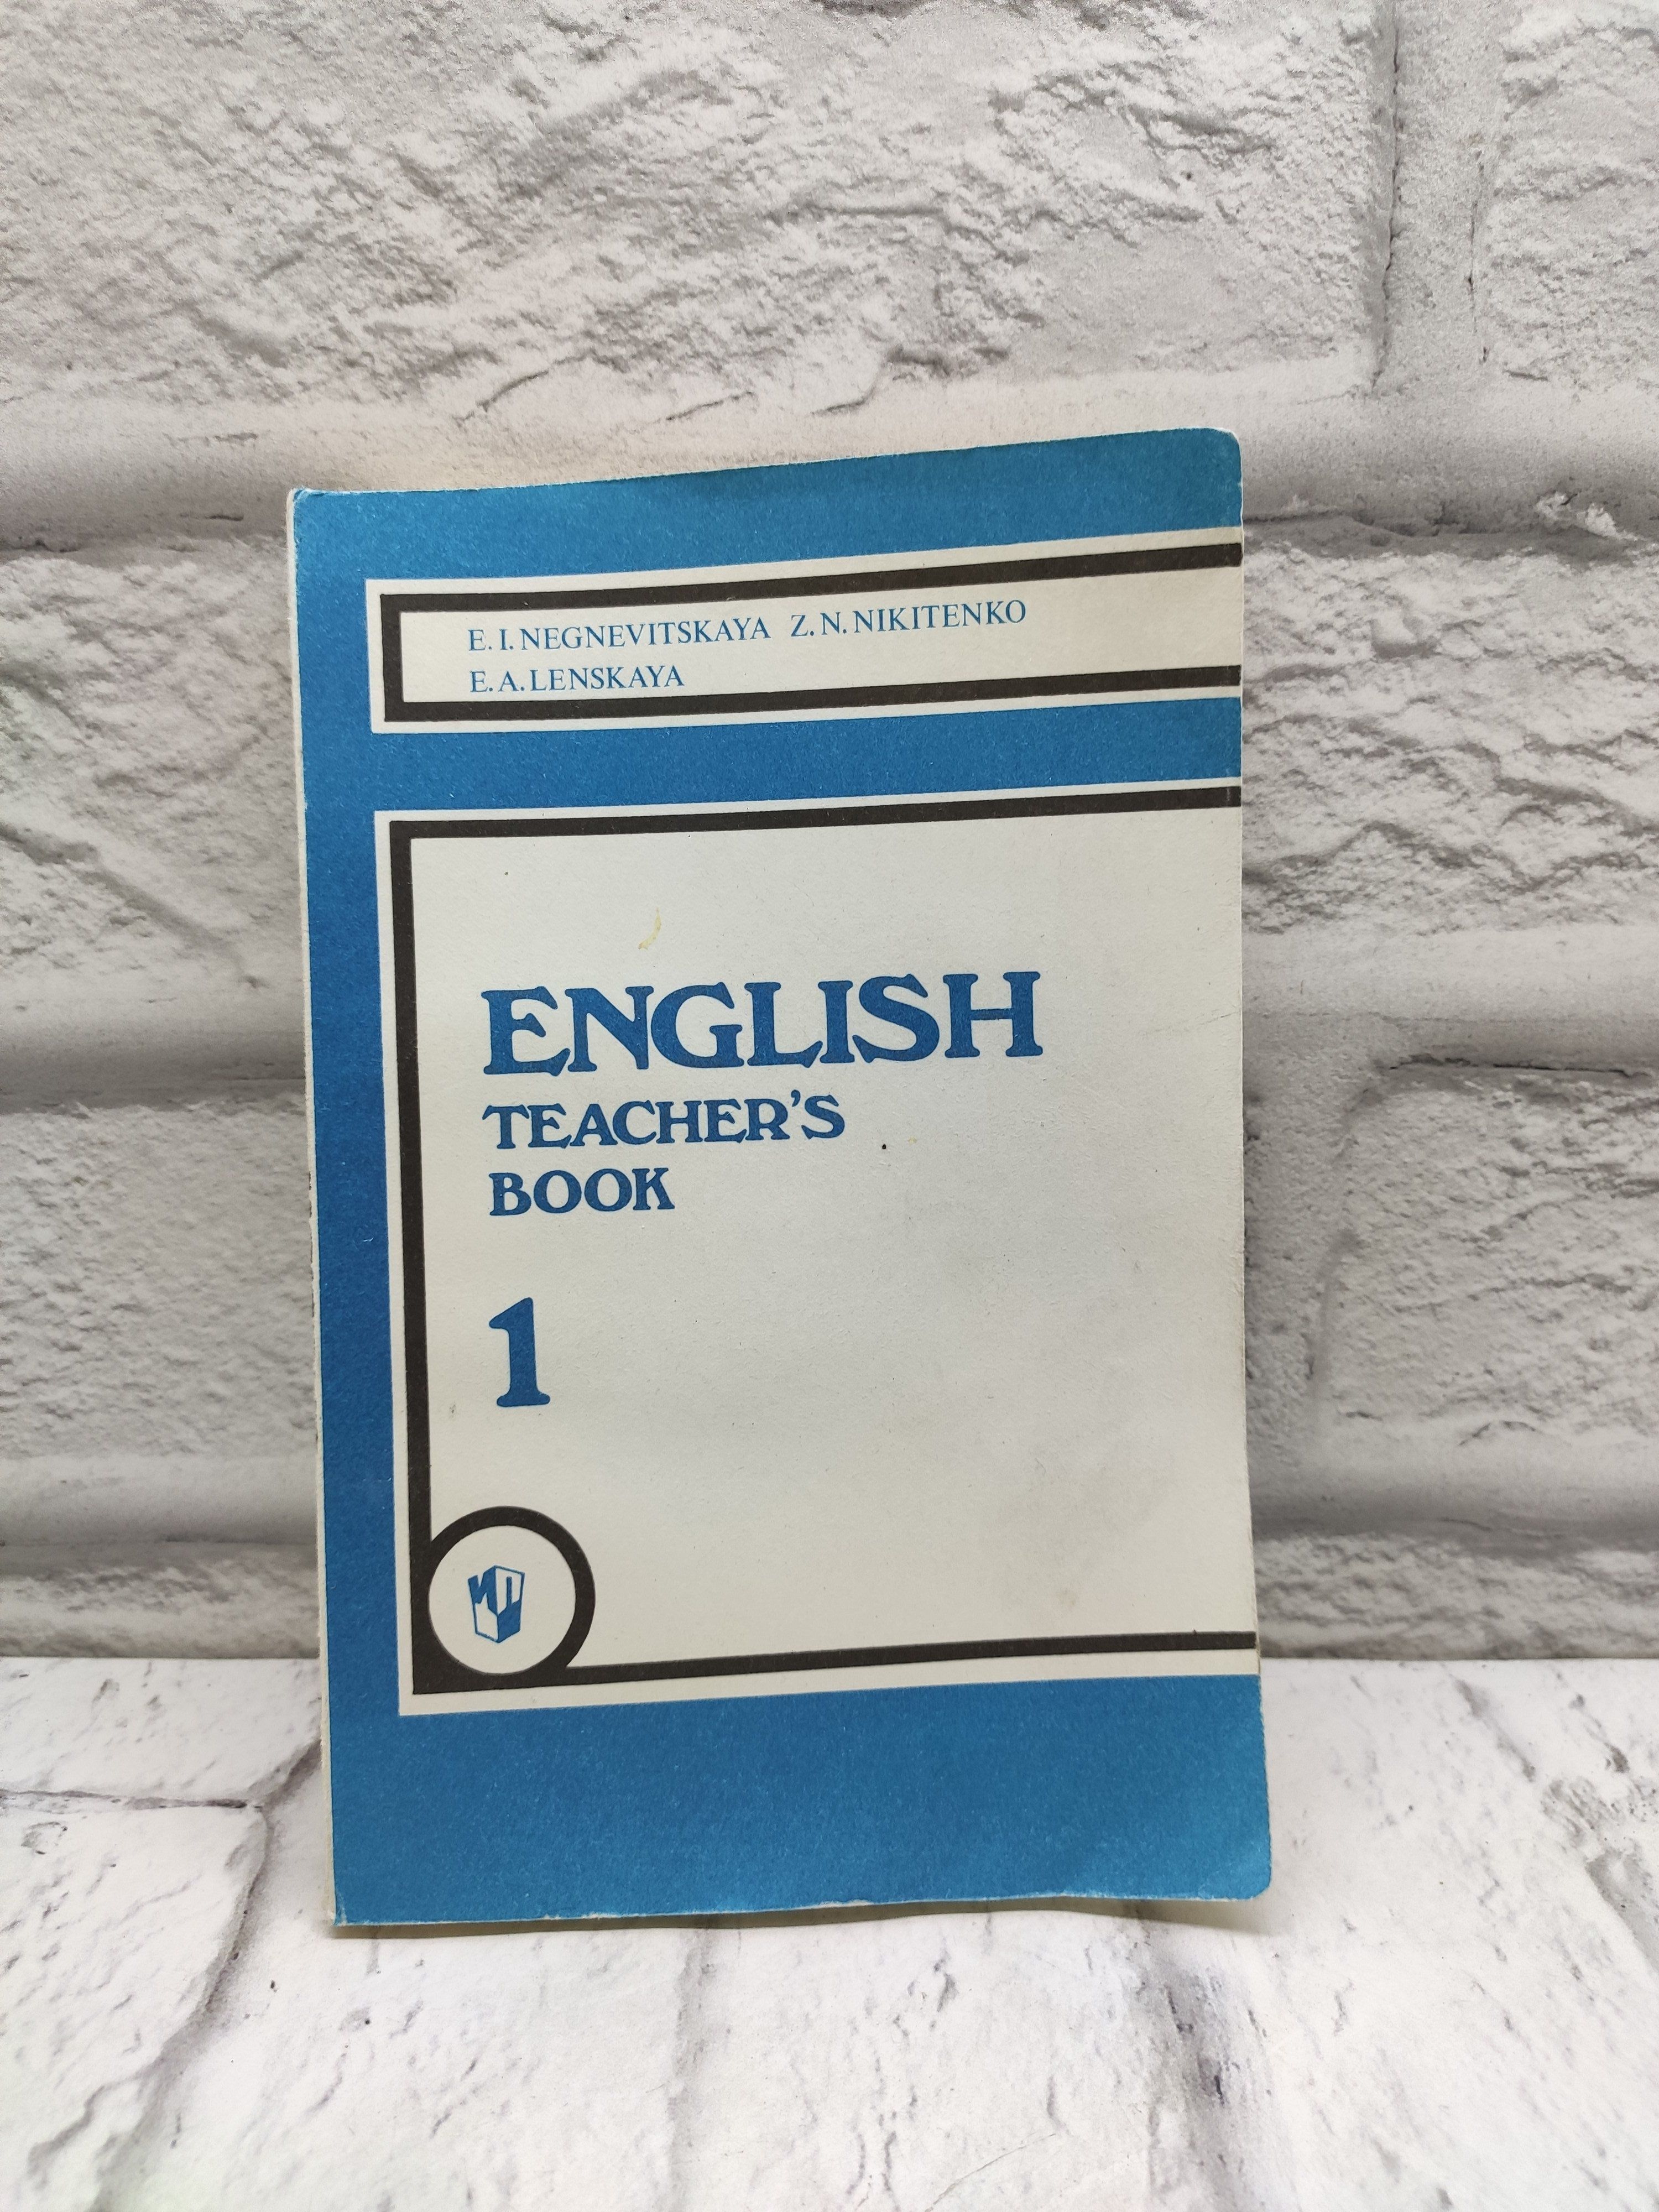 E. I. NEGNEVITSKAYA Z. N. NIKITENKO
E. A. LENSKAYA
ENGLISH
TEACHER'S
BOOK
1